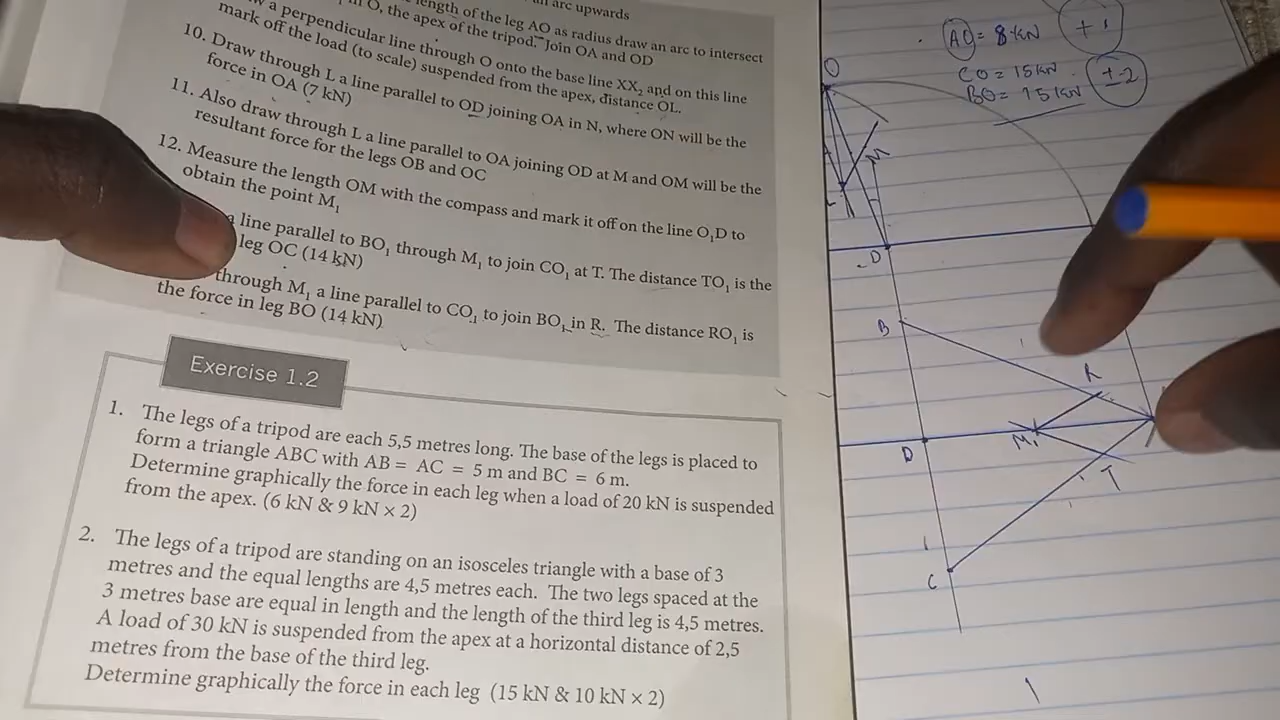 length of the leg AO as radius draw an arc to intersect
in O, the apex of the tripod. Join OA and OD
a perpendicular line through O onto the base line XX₂ and on this line
mark off the load (to scale) suspended from the apex, distance OL.
10. Draw through L a line parallel to OD joining OA in N, where ON will be the
force in OA (7 kN)
11. Also draw through L a line parallel to OA joining OD at M and OM will be the
resultant force for the legs OB and OC
12. Measure the length OM with the compass and mark it off on the line O₁D to
obtain the point M₁
a line parallel to BO₁ through M₁ to join CO₁ at T. The distance TO₁ is the
leg OC (14 kN)
through M₁ a line parallel to CO₁ to join BO₁ in R. The distance RO₁ is
the force in leg BO (14 kN)
Exercise 1.2
1. The legs of a tripod are each 5,5 metres long. The base of the legs is placed to
form a triangle ABC with AB = AC = 5 m and BC = 6 m.
Determine graphically the force in each leg when a load of 20 kN is suspended
from the apex. (6 kN & 9 kN × 2)
2. The legs of a tripod are standing on an isosceles triangle with a base of 3
metres and the equal lengths are 4,5 metres each. The two legs spaced at the
3 metres base are equal in length and the length of the third leg is 4,5 metres.
A load of 30 kN is suspended from the apex at a horizontal distance of 2,5
metres from the base of the third leg.
Determine graphically the force in each leg (15 kN & 10 kN × 2)
AO = 8 kN
CO = 15 kN
BO = 15 kN
±2
O
M
D
B
R
D
M₁
T
C